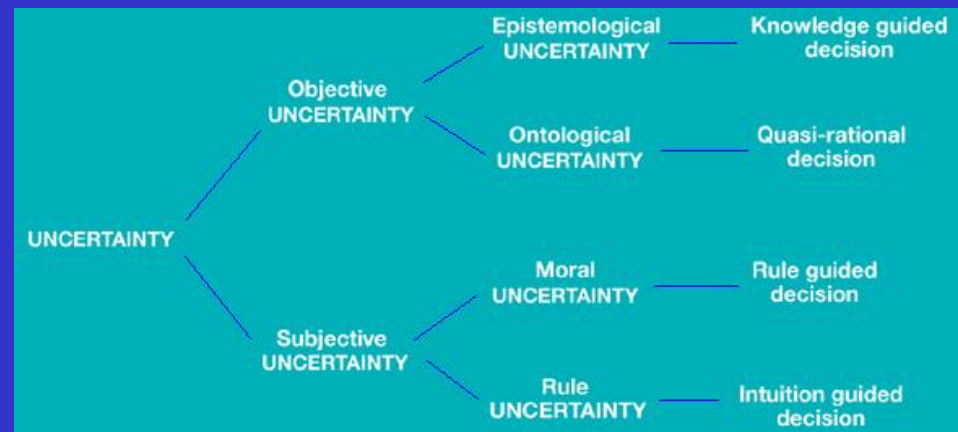 Epistemological
UNCERTAINTY
Knowledge guided
decision
Objective
UNCERTAINTY
Ontological
UNCERTAINTY
Quasi-rational
decision
UNCERTAINTY
Moral
UNCERTAINTY
Rule guided
decision
Subjective
UNCERTAINTY
Rule
UNCERTAINTY
Intuition guided
decision